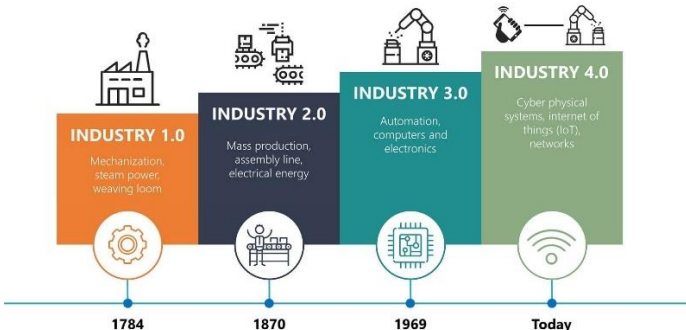 INDUSTRY 1.0
Mechanization,
steam power,
weaving loom
INDUSTRY 2.0
Mass production,
assembly line,
electrical energy
INDUSTRY 3.0
Automation,
computers and
electronics
INDUSTRY 4.0
Cyber physical
systems, internet of
things (IoT),
networks
1784
1870
1969
Today